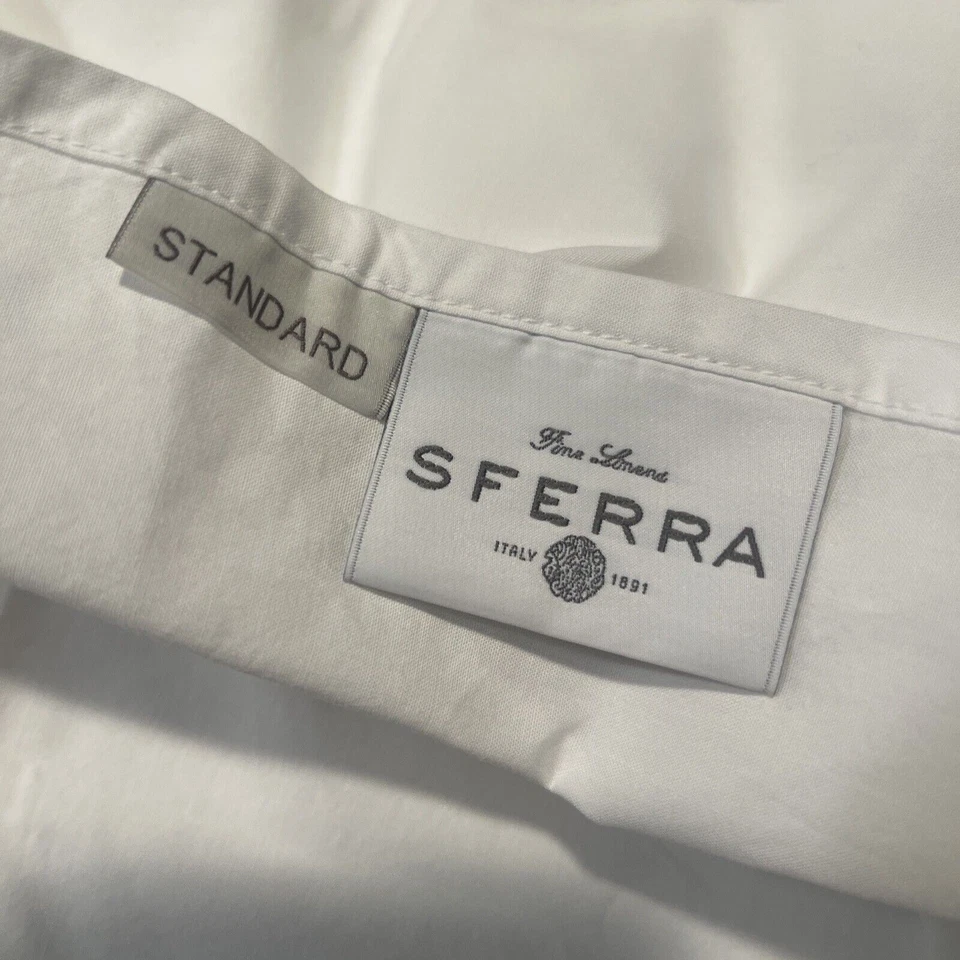 STANDARD
Fine Linens
SFERRA
ITALY 1891